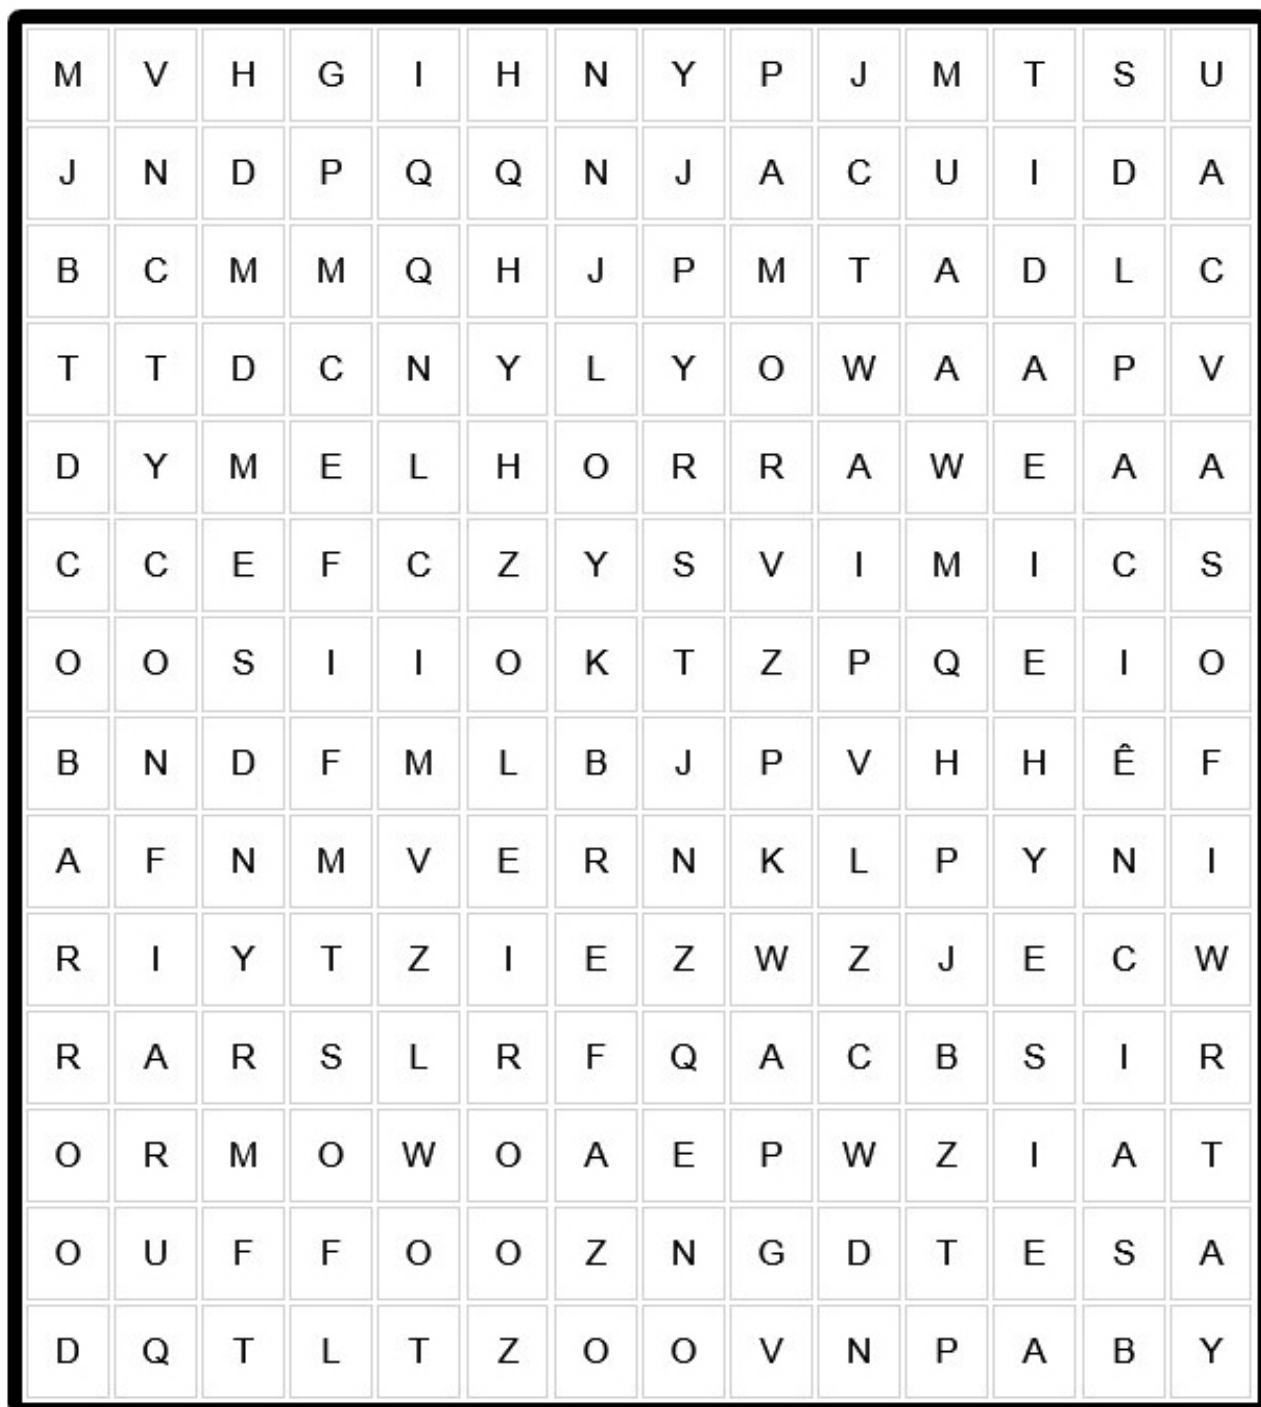 M V H G I H N Y P J M T S U
J N D P Q Q N J A C U I D A
B C M M Q H J P M T A D L C
T T D C N Y L Y O W A A P V
D Y M E L H O R R A W E A A
C C E F C Z Y S V I M I C S
O O S I I O K T Z P Q E I O
B N D F M L B J P V H H Ê F
A F N M V E R N K L P Y N I
R I Y T Z I E Z W Z J E C W
R A R S L R F Q A C B S I R
O R M O W O A E P W Z I A T
O U F F O O Z N G D T E S A
D Q T L T Z O O V N P A B Y